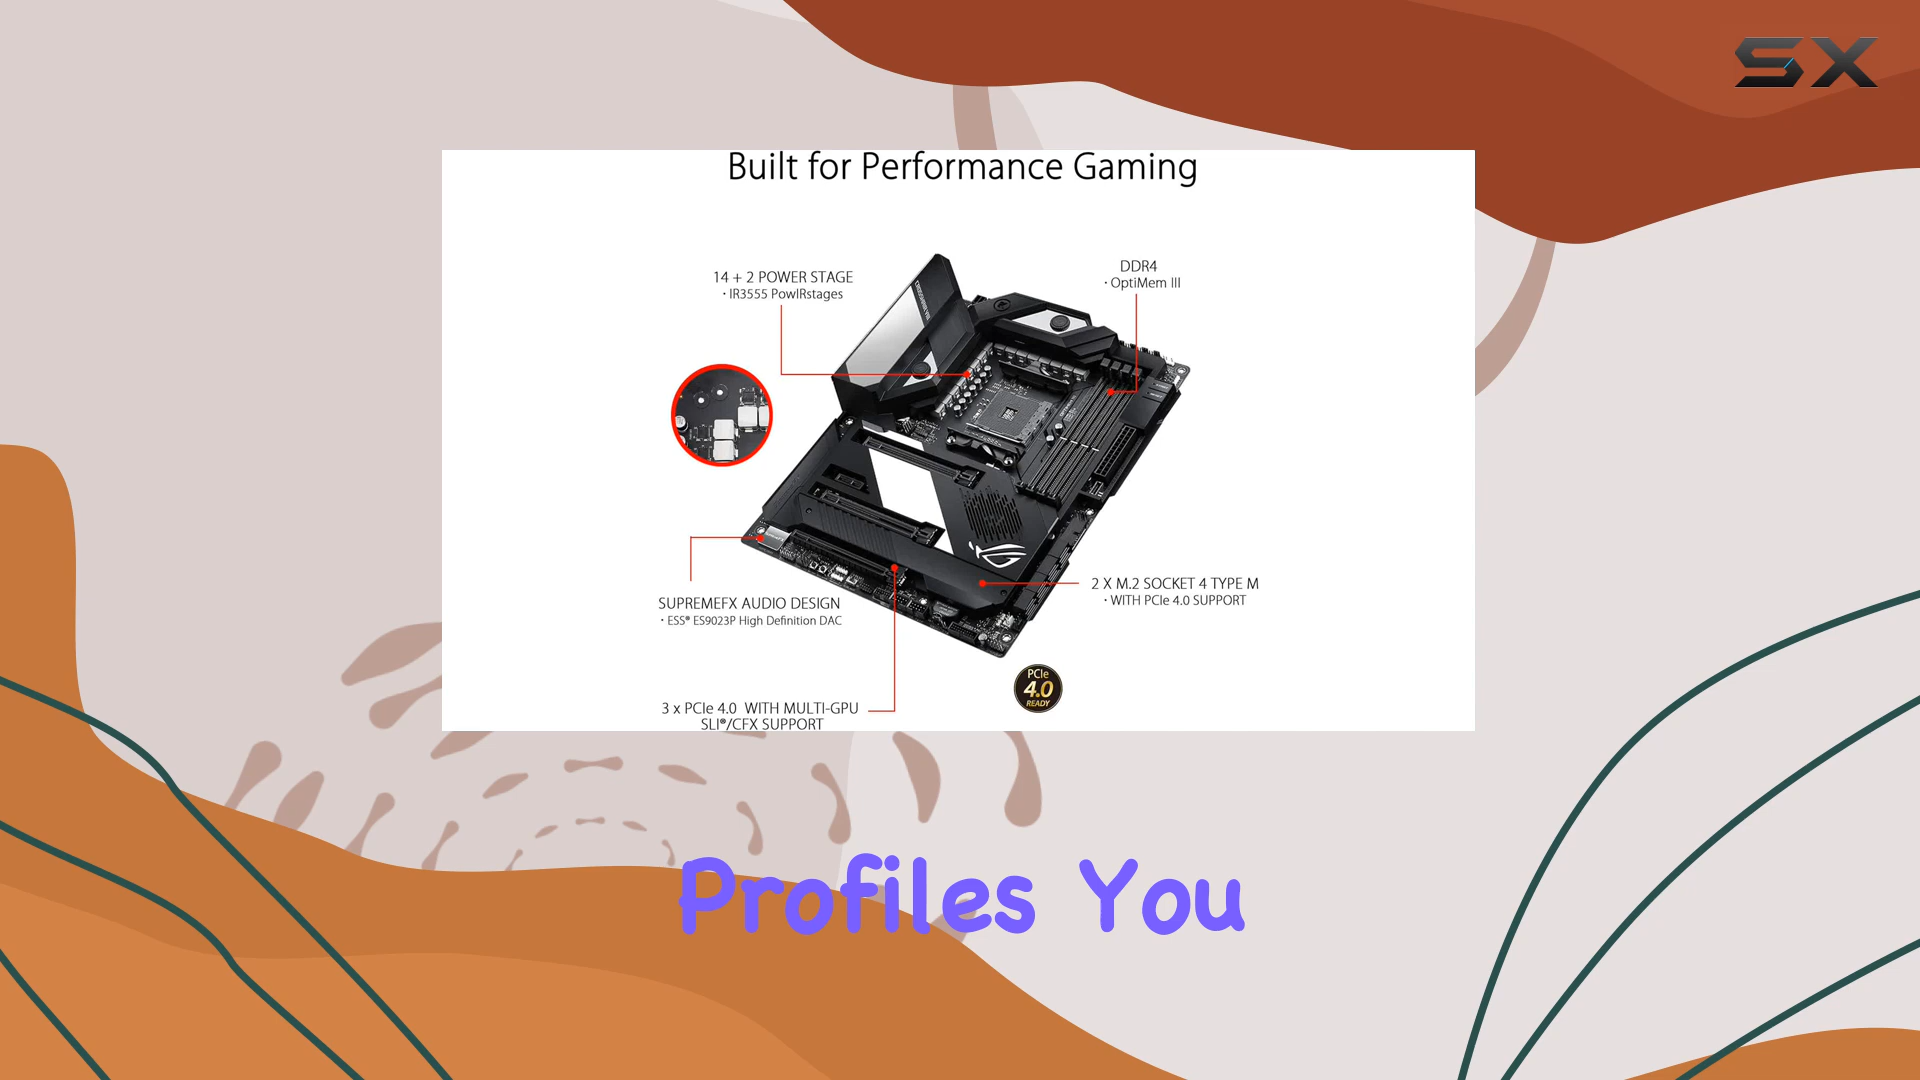 SX
Built for Performance Gaming
14 + 2 POWER STAGE
· IR3555 PowIRstages
DDR4
· OptiMem III
SUPREMEFX AUDIO DESIGN
· ESS® ES9023P High Definition DAC
2 X M.2 SOCKET 4 TYPE M
· WITH PCIe 4.0 SUPPORT
3 x PCIe 4.0 WITH MULTI-GPU
SLI®/CFX SUPPORT
PCIe
4.0
READY
Profiles You